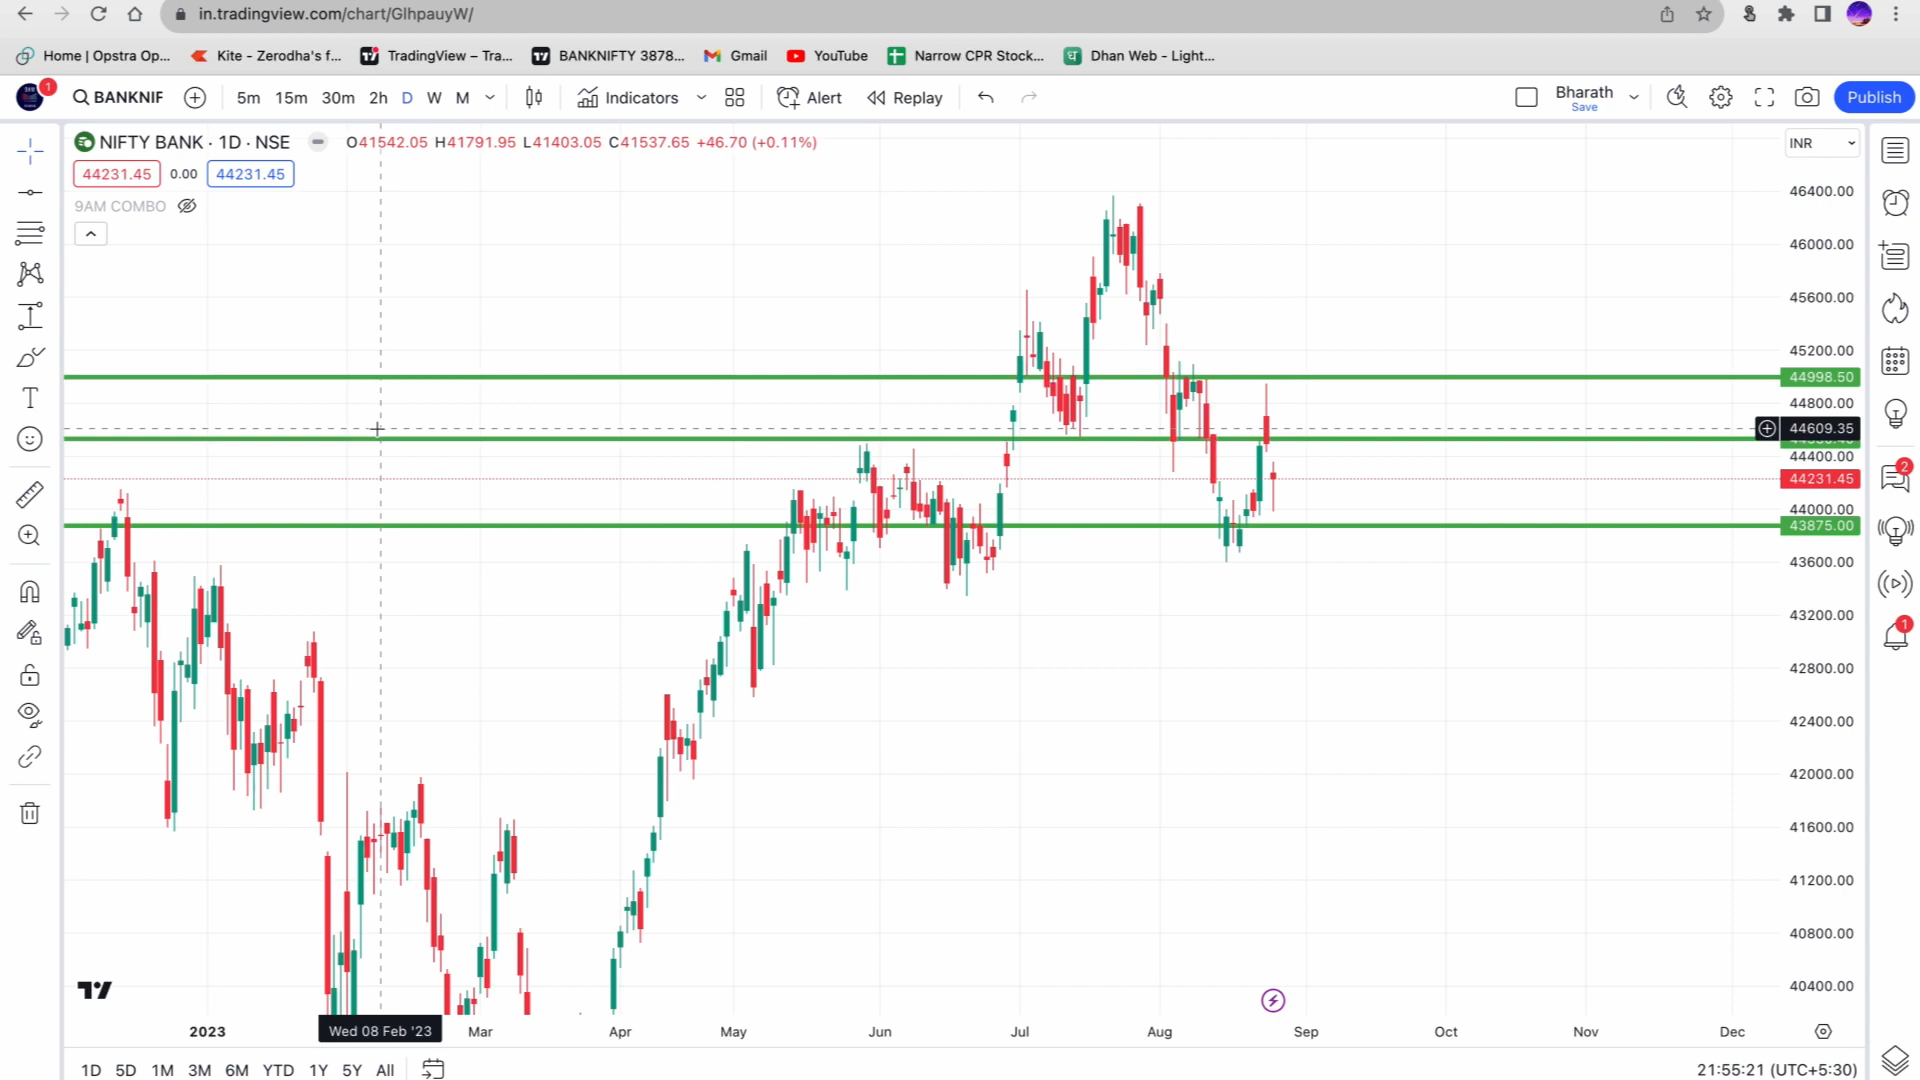 in.tradingview.com/chart/GIhpauyW/
Home | Opstra Op... Kite - Zerodha's f... TradingView – Tra... BANKNIFTY 3878... Gmail YouTube Narrow CPR Stock... Dhan Web - Light...
1 BANKNIF 5m 15m 30m 2h D W M Indicators Alert Replay Bharath Save Publish
NIFTY BANK · 1D · NSE O41542.05 H41791.95 L41403.05 C41537.65 +46.70 (+0.11%) INR
44231.45 0.00 44231.45
9AM COMBO
46400.00
46000.00
45600.00
45200.00
44998.50
44800.00
44609.35
44400.00
2
44231.45
44000.00
43875.00
43600.00
43200.00
1
42800.00
42400.00
42000.00
41600.00
41200.00
40800.00
40400.00
2023 Wed 08 Feb '23 Mar Apr May Jun Jul Aug Sep Oct Nov Dec
1D 5D 1M 3M 6M YTD 1Y 5Y All 21:55:21 (UTC+5:30)